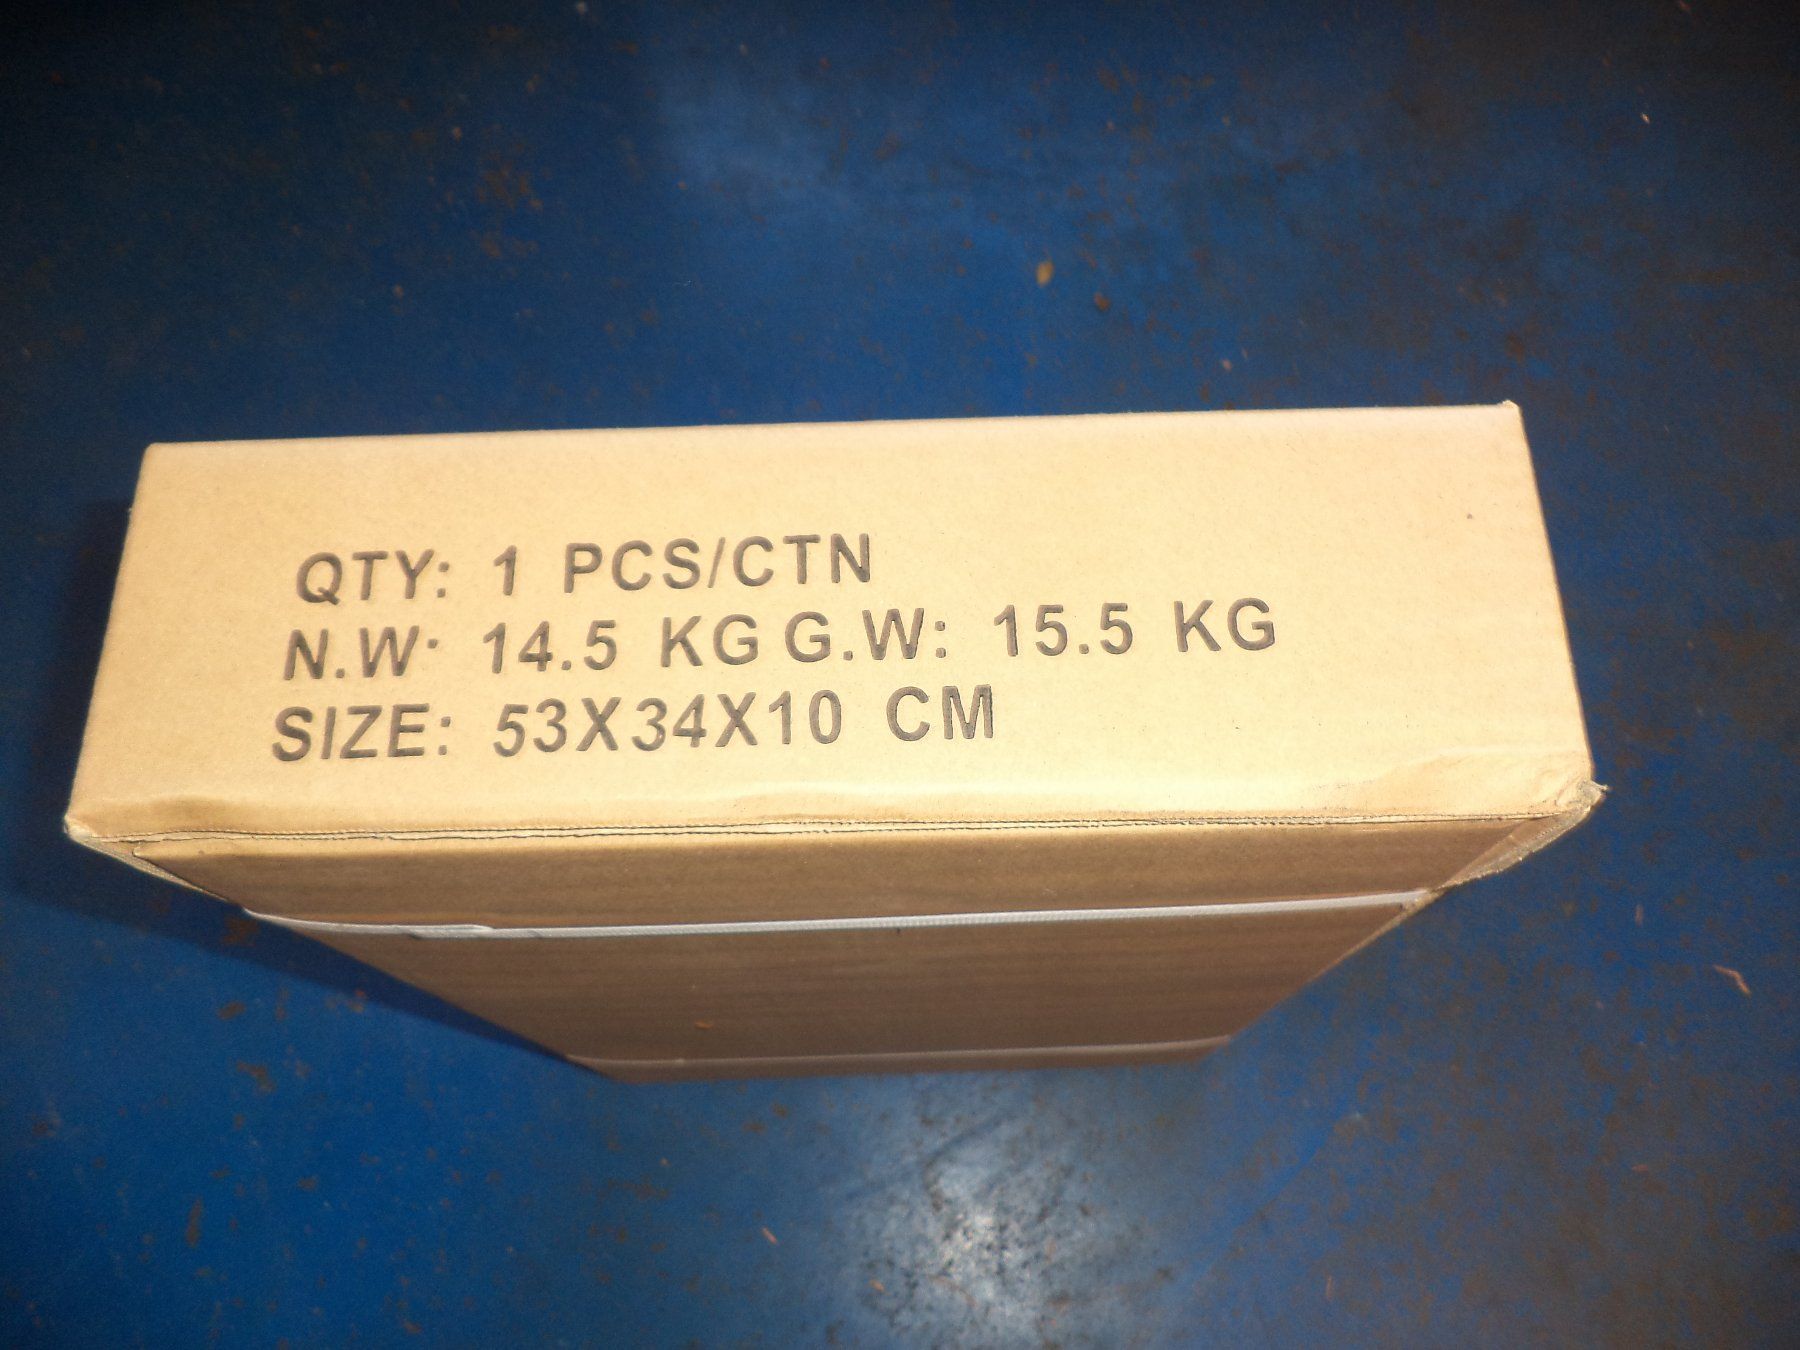 QTY: 1 PCS/CTN
N.W: 14.5 KG G.W: 15.5 KG
SIZE: 53X34X10 CM